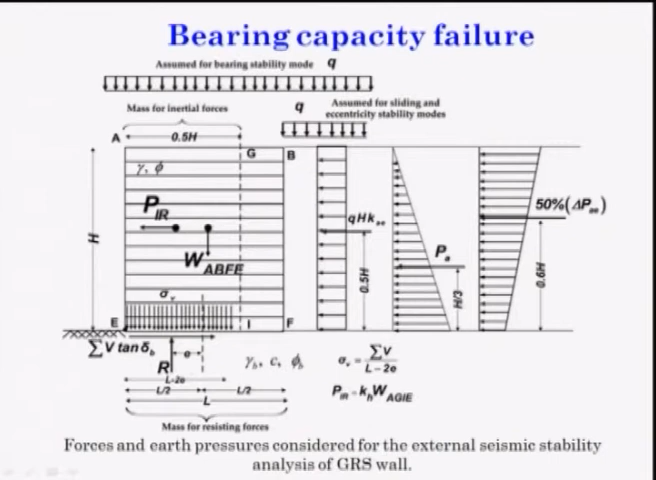 Bearing capacity failure
Assumed for bearing stability mode q
Mass for inertial forces
q Assumed for sliding and
eccentricity stability modes
A 0.5H
G B
γ, ϕ
P_IR
W_ABFE
H
qHk_ae
0.5H
P_a
H/3
50%(ΔP_ae)
0.6H
σ_v
E I F
∑V tan δ_b
R e
γ_b, c, ϕ_b
σ_v = ∑V / L-2e
P_IR = k_h W_AGIE
L-2e
L/2 L/2
L
Mass for resisting forces
Forces and earth pressures considered for the external seismic stability
analysis of GRS wall.